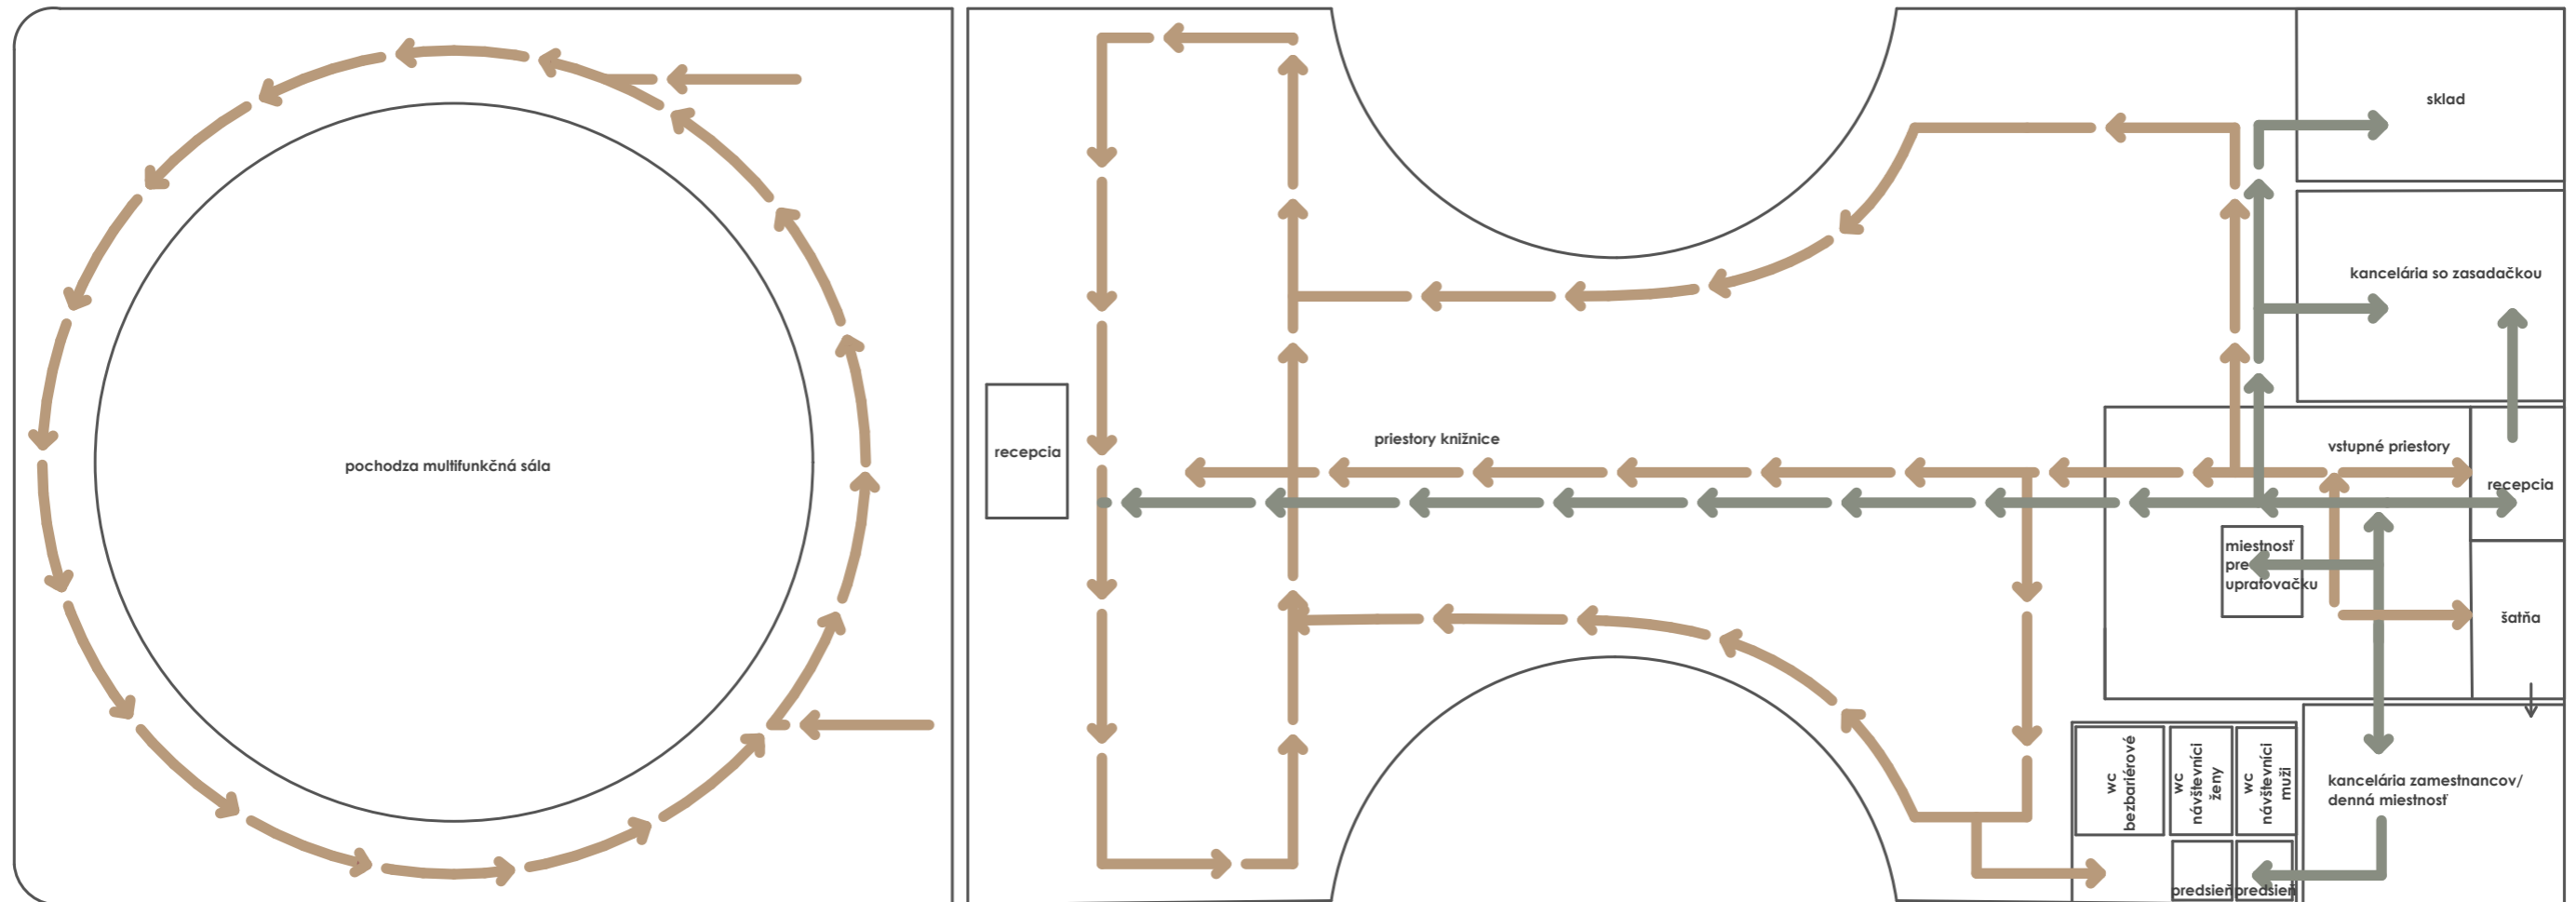 sklad
kancelária so zasadačkou
priestory knižnice
vstupné priestory
recepcia
pochodza multifunkčná sála
recepcia
miestnosť
pre
upratovačku
šatňa
wc
bezbariérové
wc
návštevníci
ženy
wc
návštevníci
muži
kancelária zamestnancov/
denná miestnosť
predsieň
predsieň